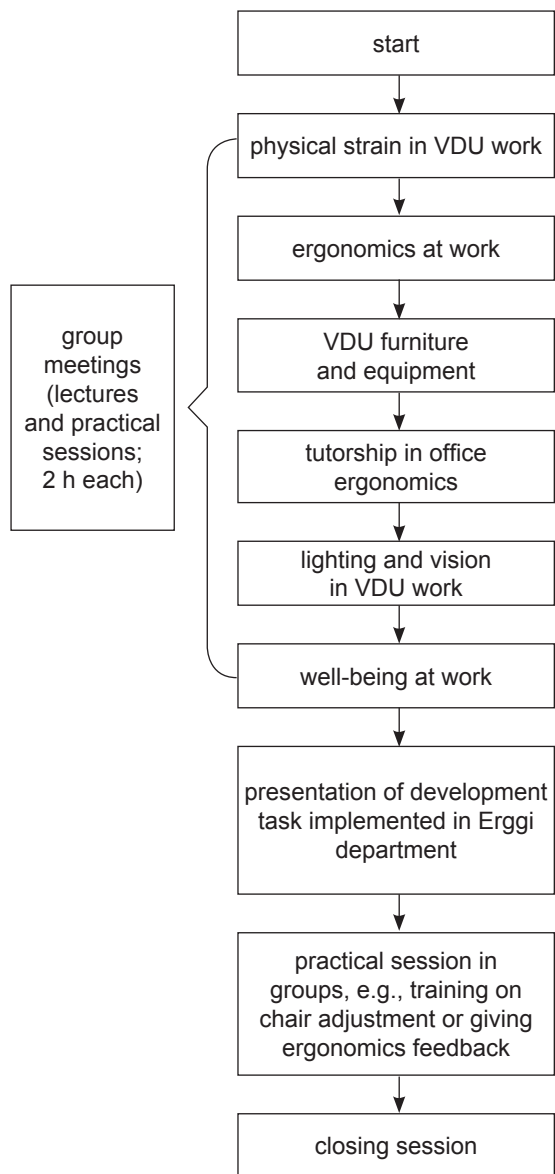 start
physical strain in VDU work
ergonomics at work
VDU furniture
and equipment
group
meetings
(lectures
and practical
sessions;
2 h each)
tutorship in office
ergonomics
lighting and vision
in VDU work
well-being at work
presentation of development
task implemented in Erggi
department
practical session in
groups, e.g., training on
chair adjustment or giving
ergonomics feedback
closing session